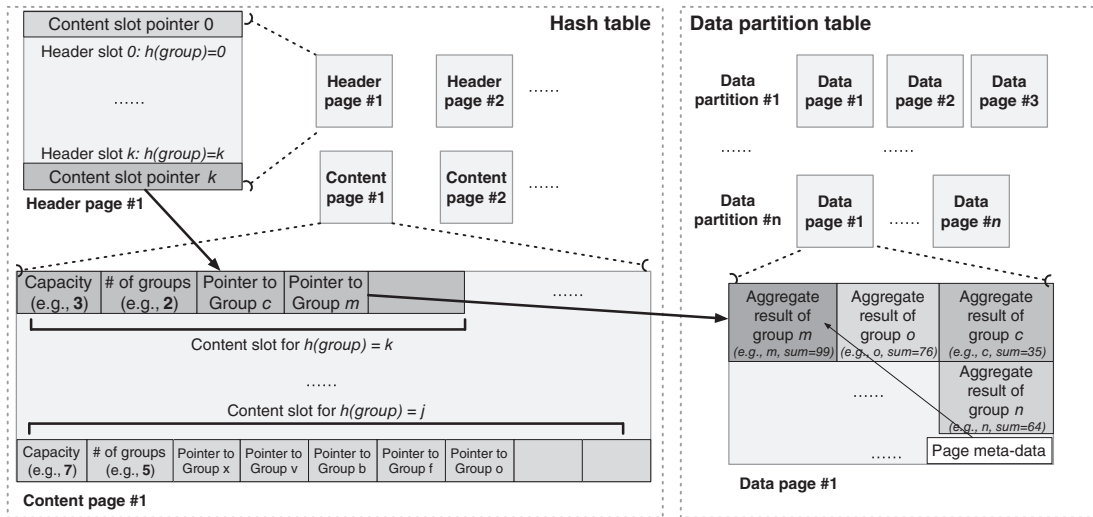 Hash table
Content slot pointer 0
Header slot 0: h(group)=0
......
Header slot k: h(group)=k
Content slot pointer k
Header page #1
Header
page #1
Header
page #2
......
Content
page #1
Content
page #2
......
Capacity
(e.g., 3)
# of groups
(e.g., 2)
Pointer to
Group c
Pointer to
Group m
......
Content slot for h(group) = k
......
Content slot for h(group) = j
Capacity
(e.g., 7)
# of groups
(e.g., 5)
Pointer to
Group x
Pointer to
Group v
Pointer to
Group b
Pointer to
Group f
Pointer to
Group o
Content page #1
Data partition table
Data
partition #1
Data
page #1
Data
page #2
Data
page #3
......
......
Data
partition #n
Data
page #1
......
Data
page #n
Aggregate
result of
group m
(e.g., m, sum=99)
Aggregate
result of
group o
(e.g., o, sum=76)
Aggregate
result of
group c
(e.g., c, sum=35)
......
Aggregate
result of
group n
(e.g., n, sum=64)
......
Page meta-data
Data page #1